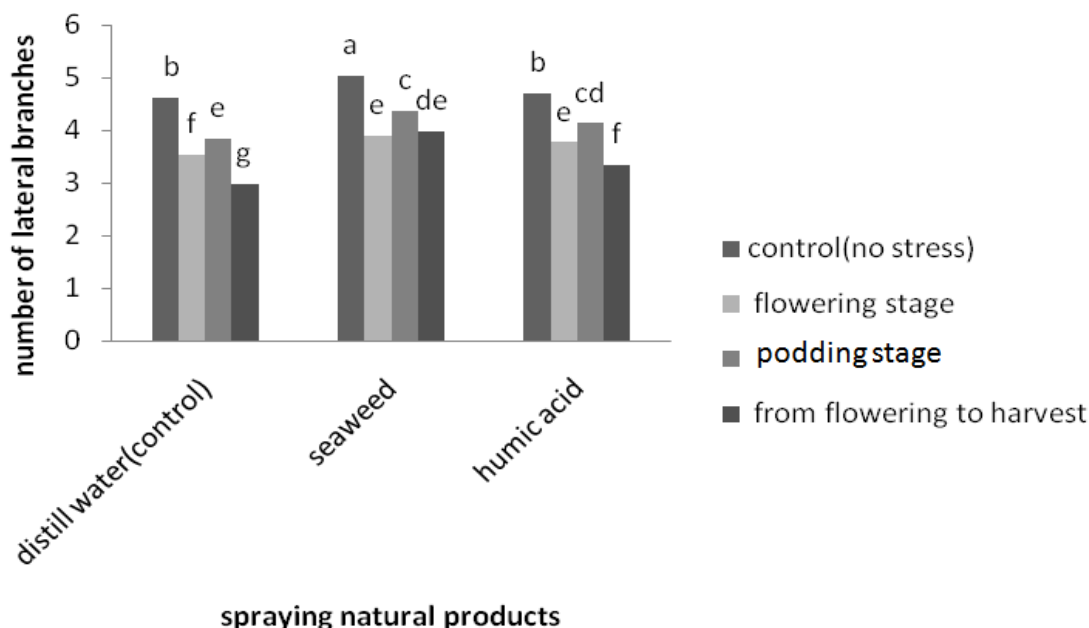 number of lateral branches
6
5
4
3
2
1
0
b
f
e
g
a
e
c
de
b
e
cd
f
distill water(control)
seaweed
humic acid
spraying natural products
control(no stress)
flowering stage
podding stage
from flowering to harvest